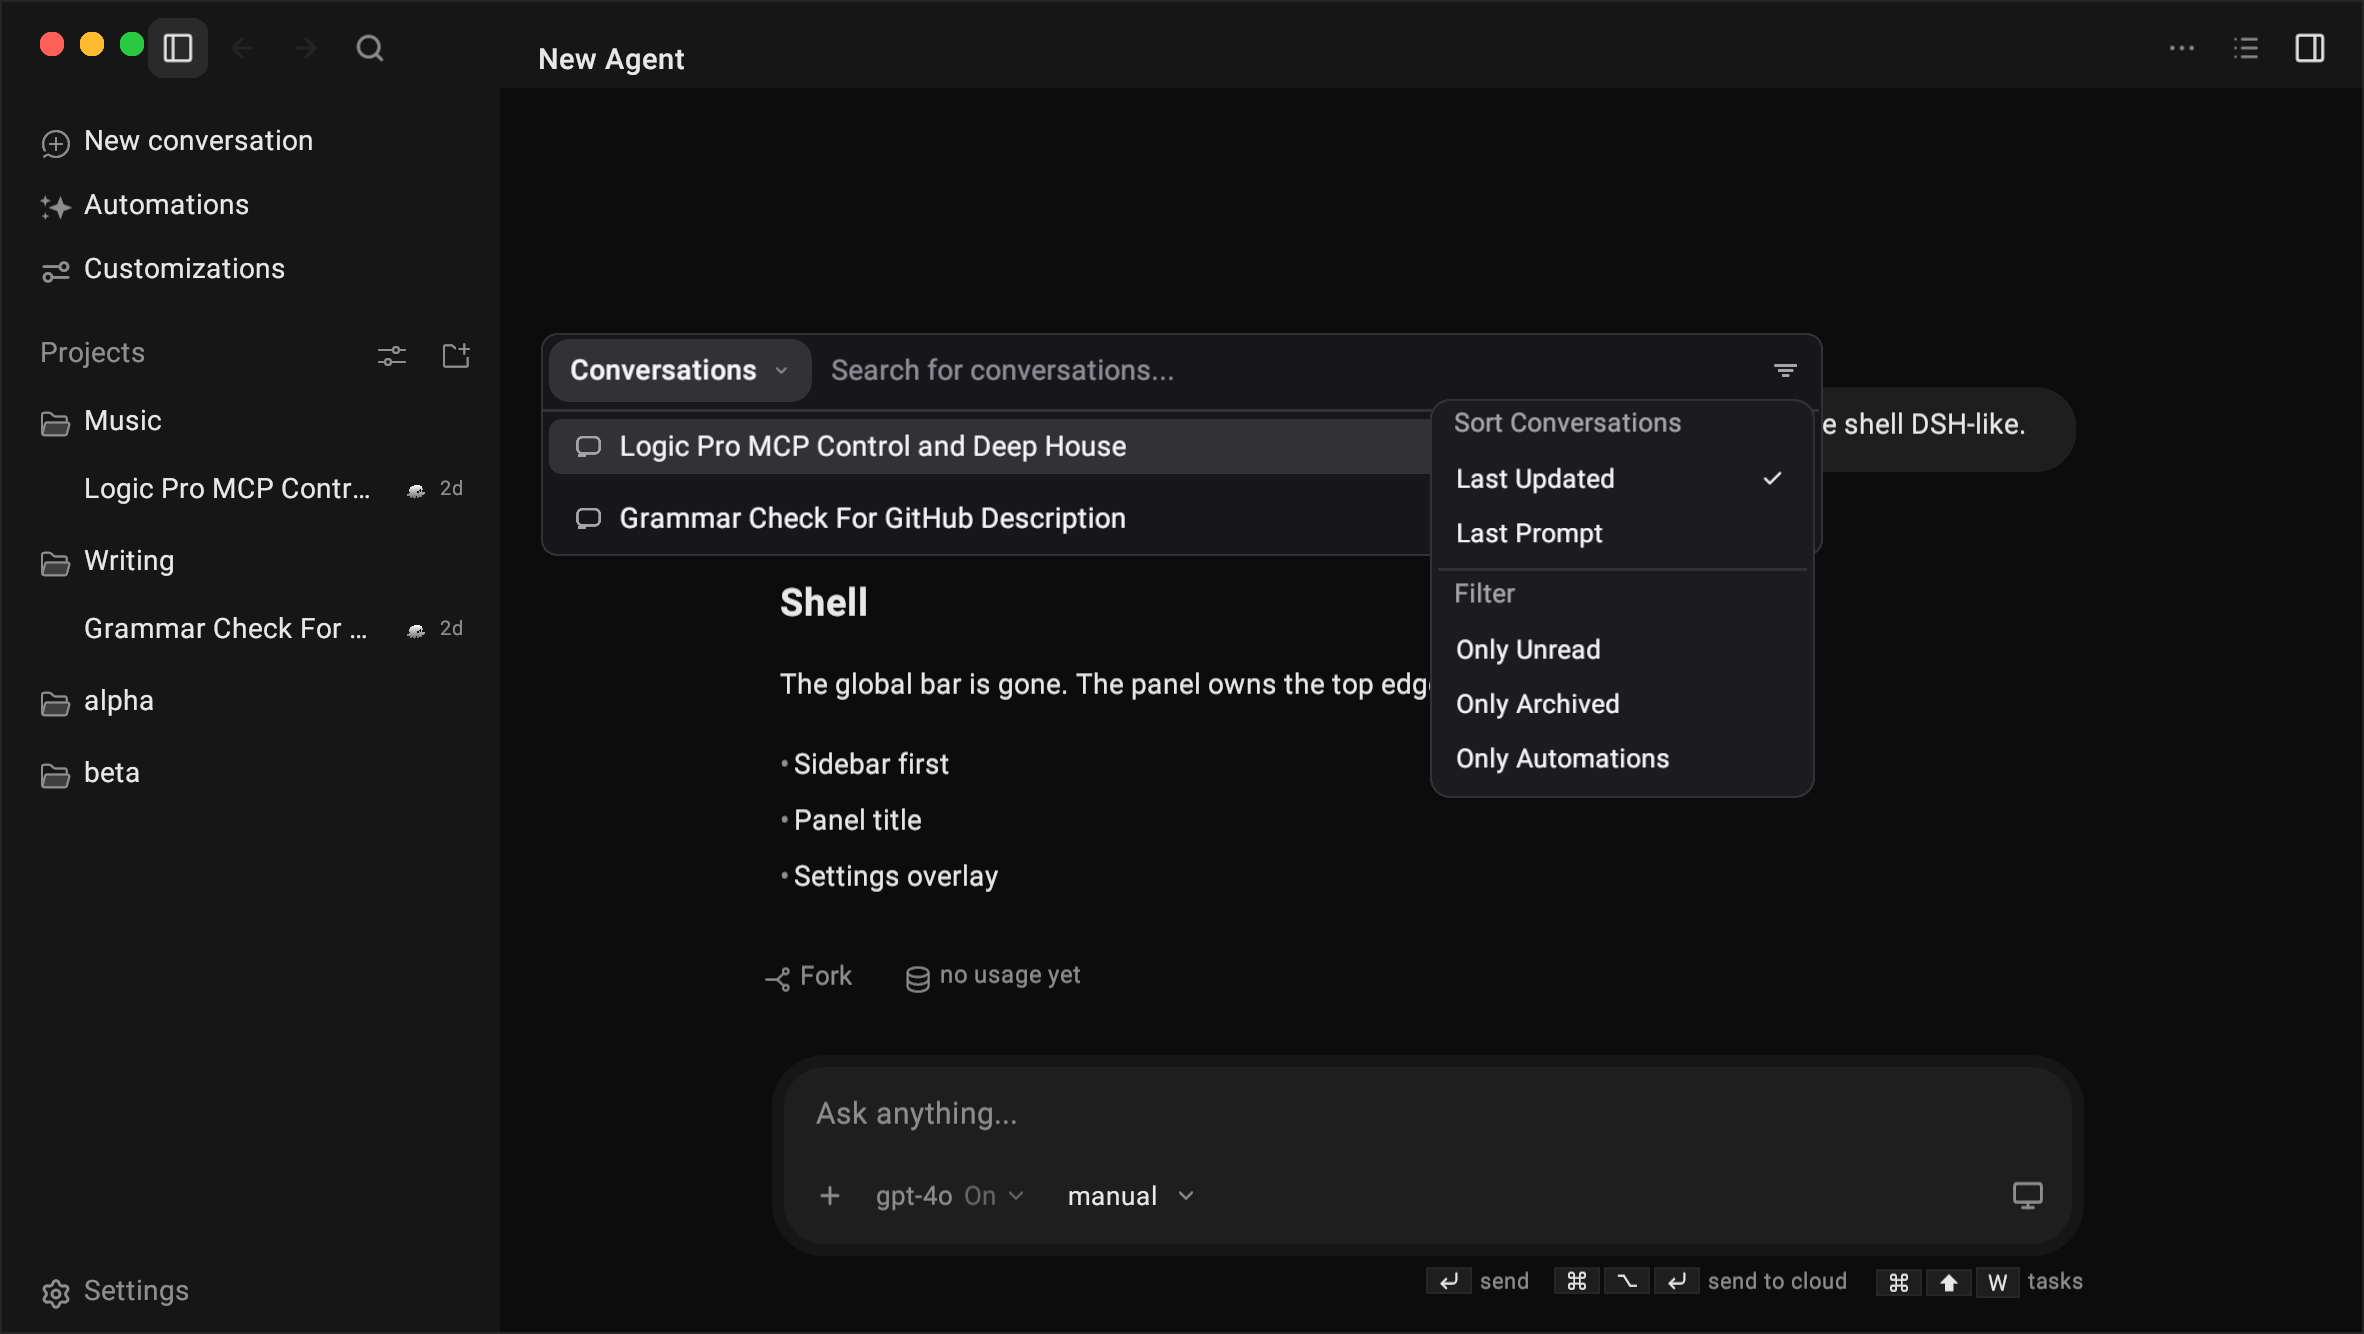 New Agent
New conversation
Automations
Customizations
Projects
Music
Logic Pro MCP Contr... 2d
Writing
Grammar Check For ... 2d
alpha
beta
Settings
Conversations
Search for conversations...
Logic Pro MCP Control and Deep House
Grammar Check For GitHub Description
Sort Conversations
Last Updated
Last Prompt
Filter
Only Unread
Only Archived
Only Automations
e shell DSH-like.
Shell
The global bar is gone. The panel owns the top edg
• Sidebar first
• Panel title
• Settings overlay
Fork no usage yet
Ask anything...
gpt-4o On manual
↵ send ⌘ ⌥ ↵ send to cloud ⌘ ⬆ W tasks